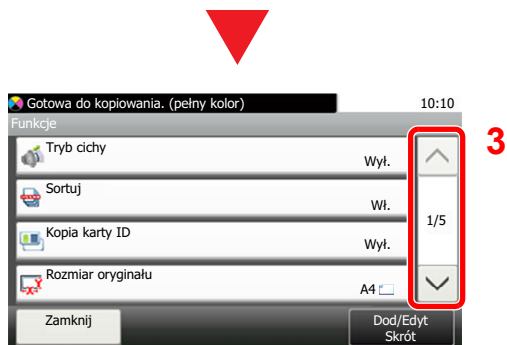 Gotowa do kopiowania. (pełny kolor) 10:10
Funkcje
Tryb cichy
Wył.
3
Sortuj
Wł.
1/5
Kopia karty ID
Wył.
Rozmiar oryginału
A4
Zamknij
Dod/Edyt
Skrót